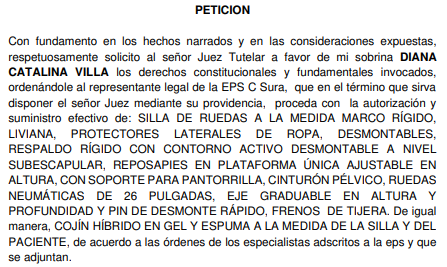 PETICION
Con fundamento en los hechos narrados y en las consideraciones expuestas,
respetuosamente solicito al señor Juez Tutelar a favor de mi sobrina DIANA
CATALINA VILLA los derechos constitucionales y fundamentales invocados,
ordenándole al representante legal de la EPS C Sura, que en el término que sirva
disponer el señor Juez mediante su providencia, proceda con la autorización y
suministro efectivo de: SILLA DE RUEDAS A LA MEDIDA MARCO RÍGIDO,
LIVIANA, PROTECTORES LATERALES DE ROPA, DESMONTABLES,
RESPALDO RÍGIDO CON CONTORNO ACTIVO DESMONTABLE A NIVEL
SUBESCAPULAR, REPOSAPIES EN PLATAFORMA ÚNICA AJUSTABLE EN
ALTURA, CON SOPORTE PARA PANTORRILLA, CINTURÓN PÉLVICO, RUEDAS
NEUMÁTICAS DE 26 PULGADAS, EJE GRADUABLE EN ALTURA Y
PROFUNDIDAD Y PIN DE DESMONTE RÁPIDO, FRENOS DE TIJERA. De igual
manera, COJÍN HÍBRIDO EN GEL Y ESPUMA A LA MEDIDA DE LA SILLA Y DEL
PACIENTE, de acuerdo a las órdenes de los especialistas adscritos a la eps y que
se adjuntan.